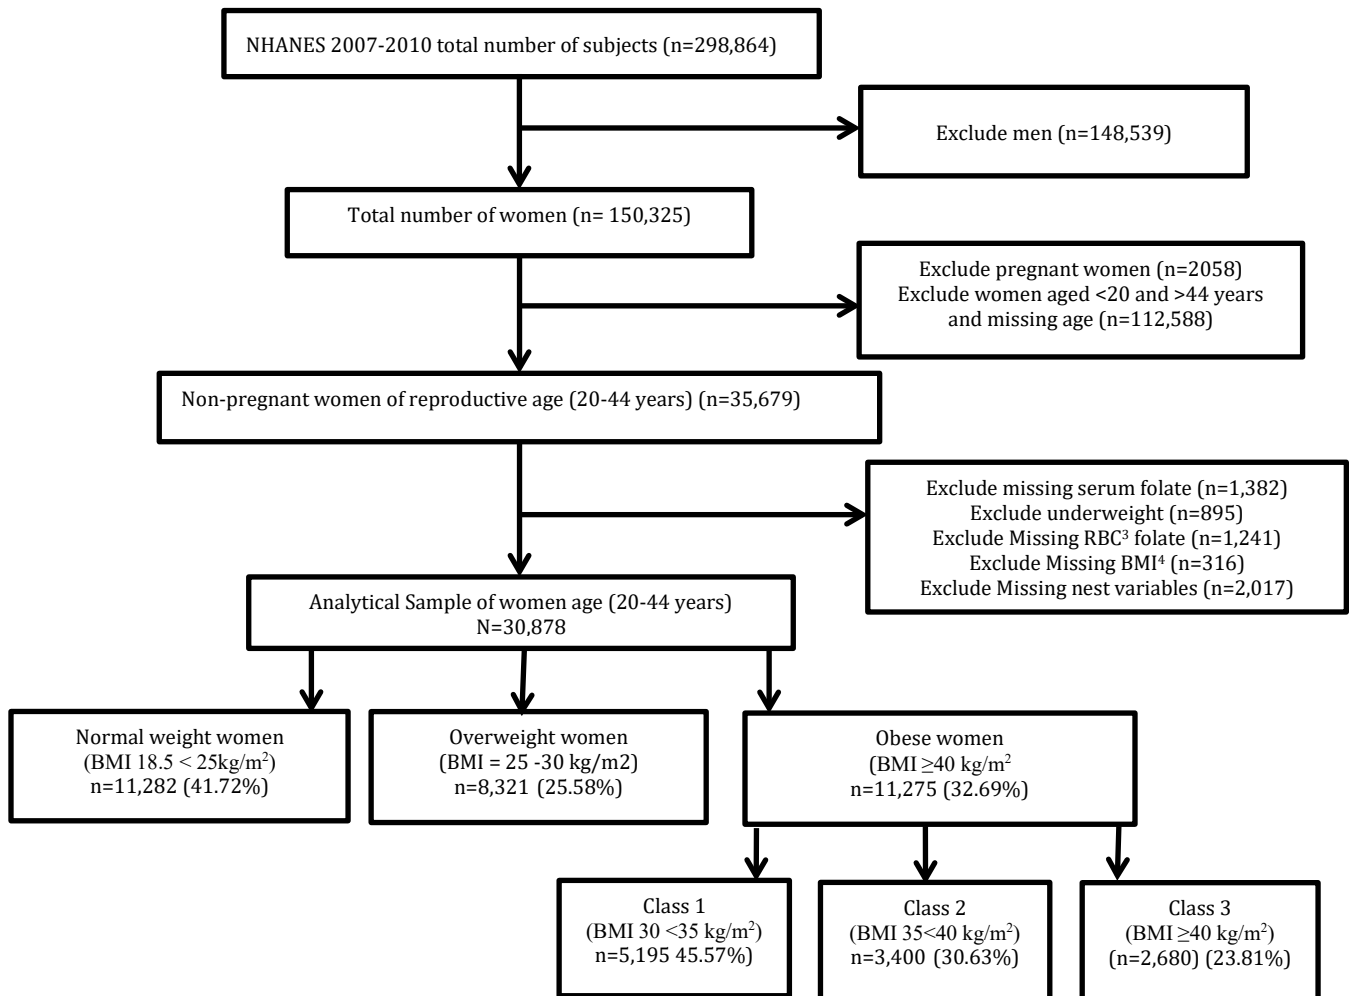 NHANES 2007-2010 total number of subjects (n=298,864)
Exclude men (n=148,539)
Total number of women (n= 150,325)
Exclude pregnant women (n=2058)
Exclude women aged <20 and >44 years
and missing age (n=112,588)
Non-pregnant women of reproductive age (20-44 years) (n=35,679)
Exclude missing serum folate (n=1,382)
Exclude underweight (n=895)
Exclude Missing RBC³ folate (n=1,241)
Exclude Missing BMI⁴ (n=316)
Exclude Missing nest variables (n=2,017)
Analytical Sample of women age (20-44 years)
N=30,878
Normal weight women
(BMI 18.5 < 25kg/m²)
n=11,282 (41.72%)
Overweight women
(BMI = 25 -30 kg/m2)
n=8,321 (25.58%)
Obese women
(BMI ≥40 kg/m²
n=11,275 (32.69%)
Class 1
(BMI 30 <35 kg/m²)
n=5,195 45.57%)
Class 2
(BMI 35<40 kg/m²)
n=3,400 (30.63%)
Class 3
(BMI ≥40 kg/m²)
(n=2,680) (23.81%)